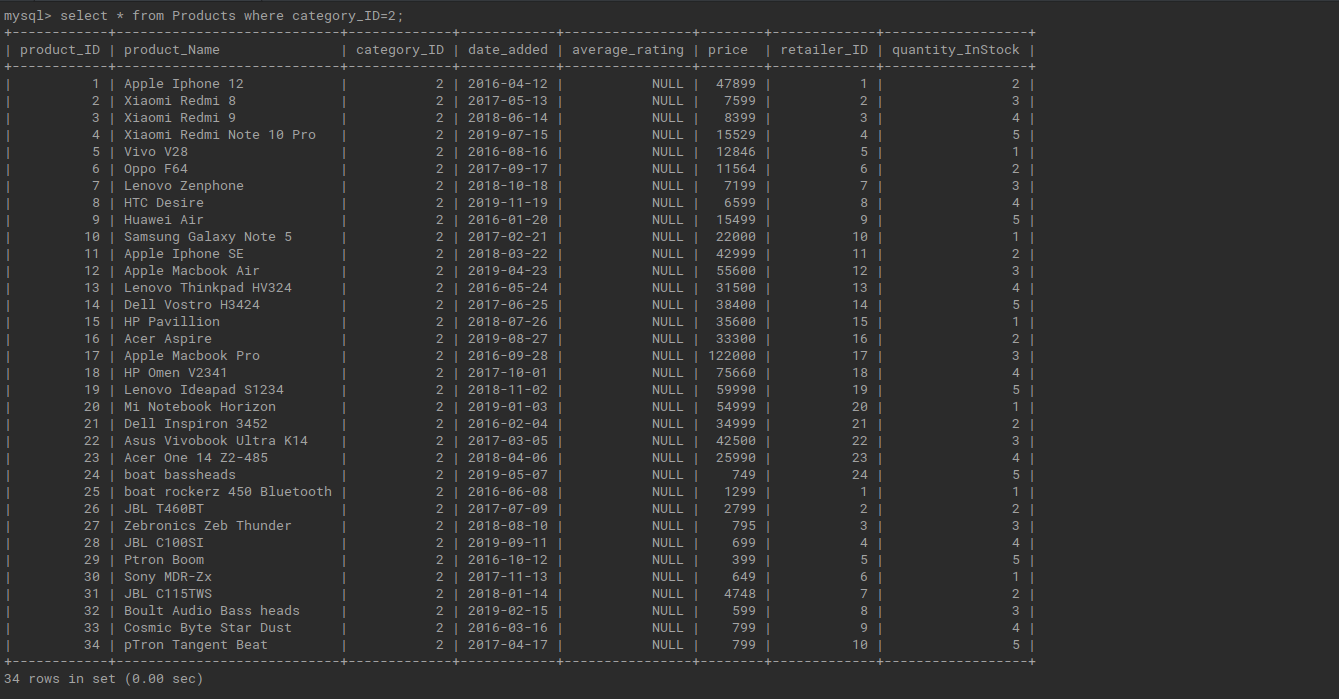 mysql> select * from Products where category_ID=2;
+------------+----------------------------+-------------+------------+----------------+--------+-------------+------------------+
| product_ID | product_Name               | category_ID | date_added | average_rating | price  | retailer_ID | quantity_InStock |
+------------+----------------------------+-------------+------------+----------------+--------+-------------+------------------+
|          1 | Apple Iphone 12            |           2 | 2016-04-12 |           NULL |  47899 |           1 |                2 |
|          2 | Xiaomi Redmi 8             |           2 | 2017-05-13 |           NULL |   7599 |           2 |                3 |
|          3 | Xiaomi Redmi 9             |           2 | 2018-06-14 |           NULL |   8399 |           3 |                4 |
|          4 | Xiaomi Redmi Note 10 Pro   |           2 | 2019-07-15 |           NULL |  15529 |           4 |                5 |
|          5 | Vivo V28                   |           2 | 2016-08-16 |           NULL |  12846 |           5 |                1 |
|          6 | Oppo F64                   |           2 | 2017-09-17 |           NULL |  11564 |           6 |                2 |
|          7 | Lenovo Zenphone            |           2 | 2018-10-18 |           NULL |   7199 |           7 |                3 |
|          8 | HTC Desire                 |           2 | 2019-11-19 |           NULL |   6599 |           8 |                4 |
|          9 | Huawei Air                 |           2 | 2016-01-20 |           NULL |  15499 |           9 |                5 |
|         10 | Samsung Galaxy Note 5      |           2 | 2017-02-21 |           NULL |  22000 |          10 |                1 |
|         11 | Apple Iphone SE            |           2 | 2018-03-22 |           NULL |  42999 |          11 |                2 |
|         12 | Apple Macbook Air          |           2 | 2019-04-23 |           NULL |  55600 |          12 |                3 |
|         13 | Lenovo Thinkpad HV324      |           2 | 2016-05-24 |           NULL |  31500 |          13 |                4 |
|         14 | Dell Vostro H3424          |           2 | 2017-06-25 |           NULL |  38400 |          14 |                5 |
|         15 | HP Pavillion               |           2 | 2018-07-26 |           NULL |  35600 |          15 |                1 |
|         16 | Acer Aspire                |           2 | 2019-08-27 |           NULL |  33300 |          16 |                2 |
|         17 | Apple Macbook Pro          |           2 | 2016-09-28 |           NULL | 122000 |          17 |                3 |
|         18 | HP Omen V2341              |           2 | 2017-10-01 |           NULL |  75660 |          18 |                4 |
|         19 | Lenovo Ideapad S1234       |           2 | 2018-11-02 |           NULL |  59990 |          19 |                5 |
|         20 | Mi Notebook Horizon        |           2 | 2019-01-03 |           NULL |  54999 |          20 |                1 |
|         21 | Dell Inspiron 3452         |           2 | 2016-02-04 |           NULL |  34999 |          21 |                2 |
|         22 | Asus Vivobook Ultra K14    |           2 | 2017-03-05 |           NULL |  42500 |          22 |                3 |
|         23 | Acer One 14 Z2-485         |           2 | 2018-04-06 |           NULL |  25990 |          23 |                4 |
|         24 | boat bassheads             |           2 | 2019-05-07 |           NULL |    749 |          24 |                5 |
|         25 | boat rockerz 450 Bluetooth |           2 | 2016-06-08 |           NULL |   1299 |           1 |                1 |
|         26 | JBL T460BT                 |           2 | 2017-07-09 |           NULL |   2799 |           2 |                2 |
|         27 | Zebronics Zeb Thunder      |           2 | 2018-08-10 |           NULL |    795 |           3 |                3 |
|         28 | JBL C100SI                 |           2 | 2019-09-11 |           NULL |    699 |           4 |                4 |
|         29 | Ptron Boom                 |           2 | 2016-10-12 |           NULL |    399 |           5 |                5 |
|         30 | Sony MDR-Zx                |           2 | 2017-11-13 |           NULL |    649 |           6 |                1 |
|         31 | JBL C115TWS                |           2 | 2018-01-14 |           NULL |   4748 |           7 |                2 |
|         32 | Boult Audio Bass heads     |           2 | 2019-02-15 |           NULL |    599 |           8 |                3 |
|         33 | Cosmic Byte Star Dust      |           2 | 2016-03-16 |           NULL |    799 |           9 |                4 |
|         34 | pTron Tangent Beat         |           2 | 2017-04-17 |           NULL |    799 |          10 |                5 |
+------------+----------------------------+-------------+------------+----------------+--------+-------------+------------------+
34 rows in set (0.00 sec)